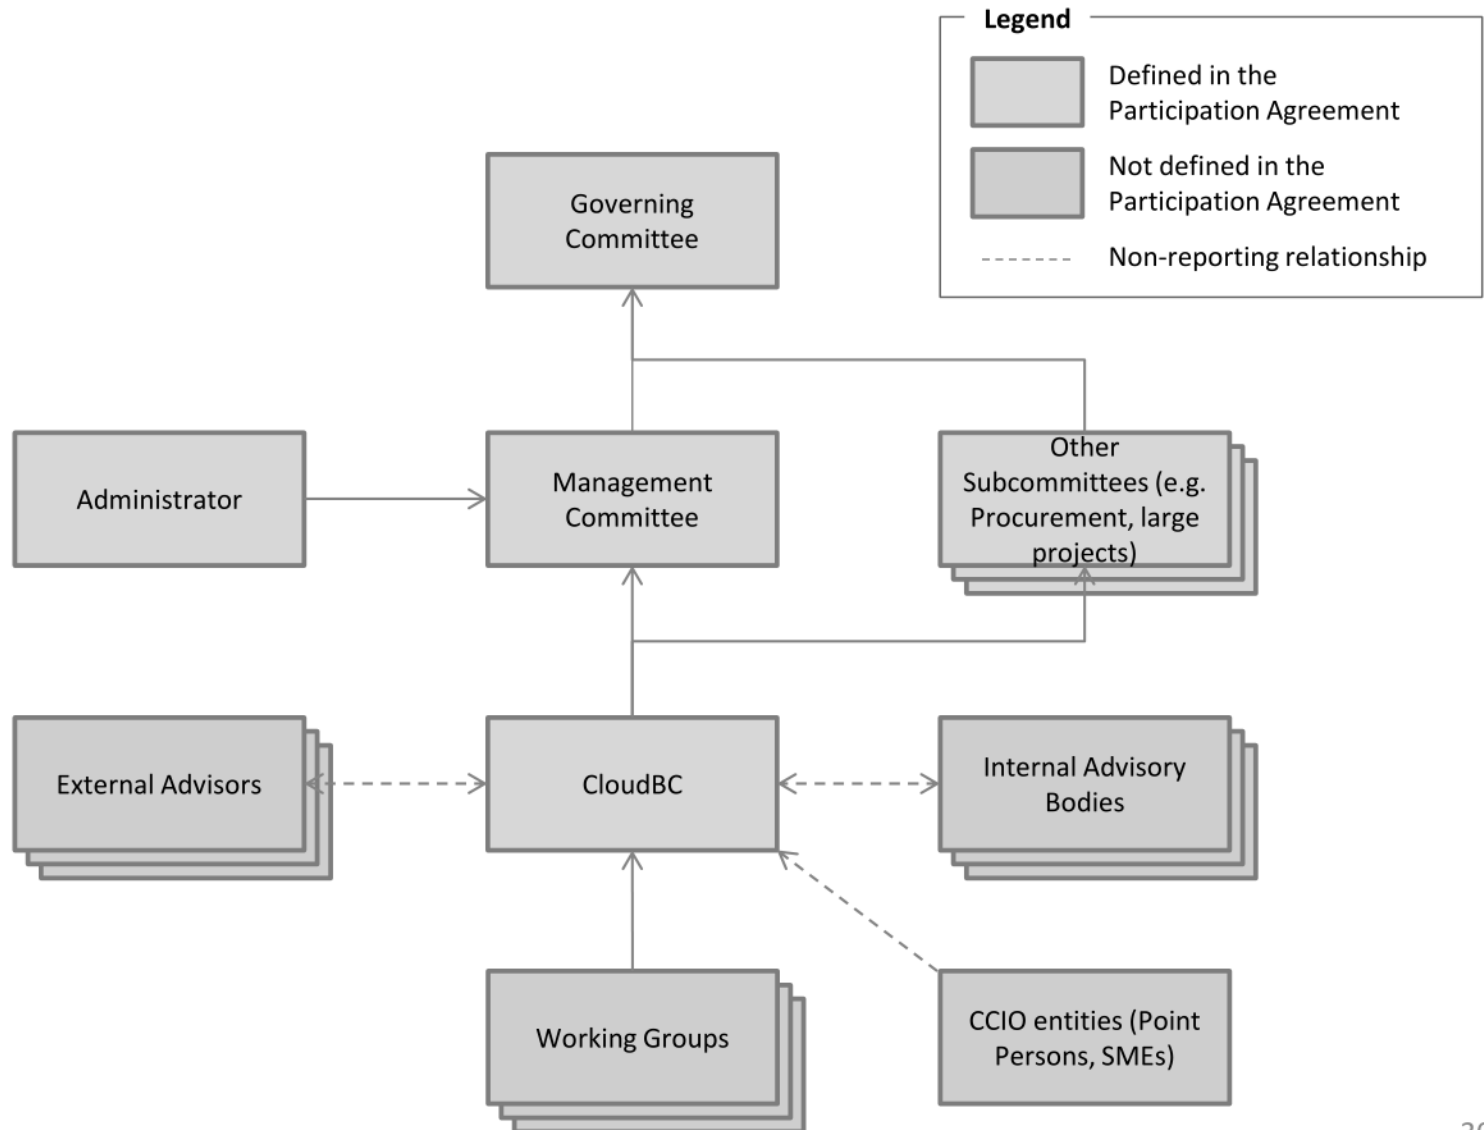 Legend
Defined in the
Participation Agreement
Not defined in the
Participation Agreement
Non-reporting relationship
Governing
Committee
Administrator
Management
Committee
Other
Subcommittees (e.g.
Procurement, large
projects)
External Advisors
CloudBC
Internal Advisory
Bodies
Working Groups
CCIO entities (Point
Persons, SMEs)